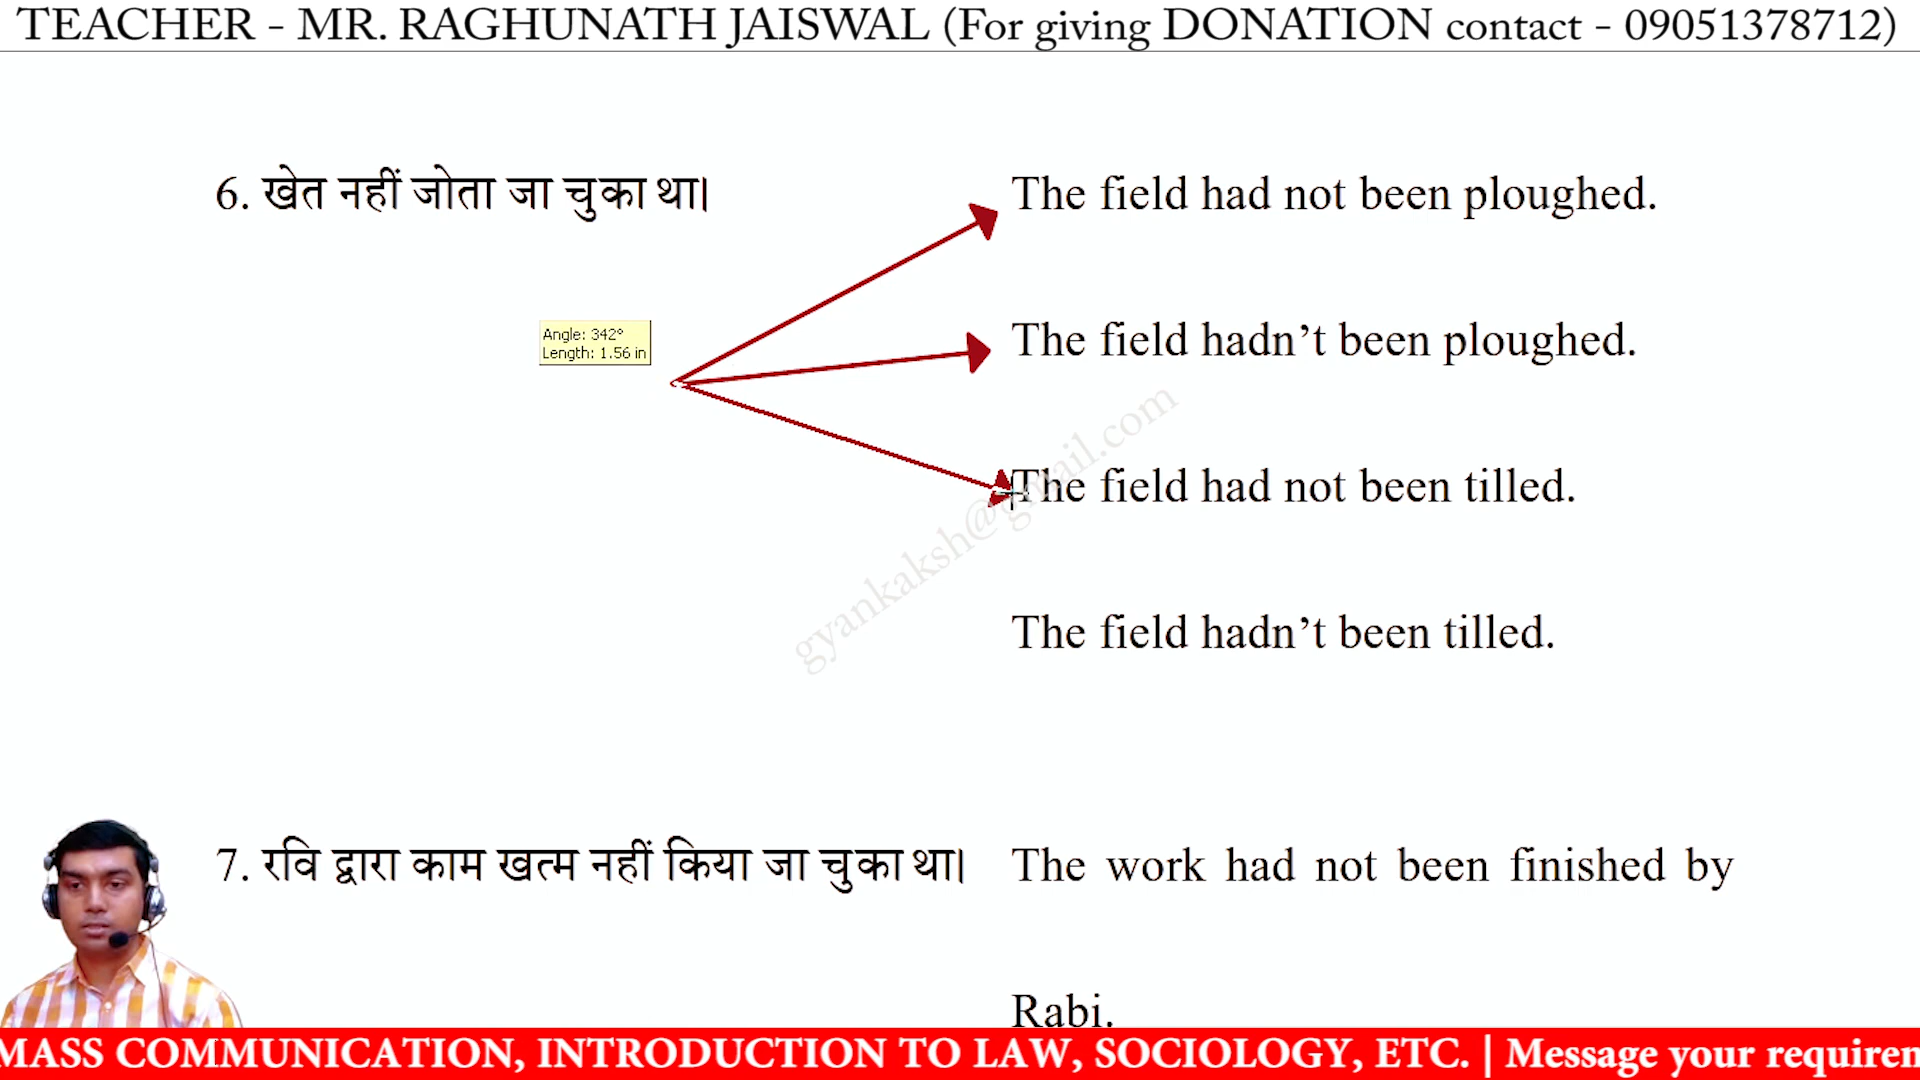 TEACHER - MR. RAGHUNATH JAISWAL (For giving DONATION contact - 09051378712)
6. खेत नहीं जोता जा चुका था।
The field had not been ploughed.
Angle: 342°
Length: 1.56 in
The field hadn’t been ploughed.
The field had not been tilled.
gyankaksh@gmail.com
The field hadn’t been tilled.
7. रवि द्वारा काम खत्म नहीं किया जा चुका था।
The work had not been finished by
Rabi.
MASS COMMUNICATION, INTRODUCTION TO LAW, SOCIOLOGY, ETC. | Message your